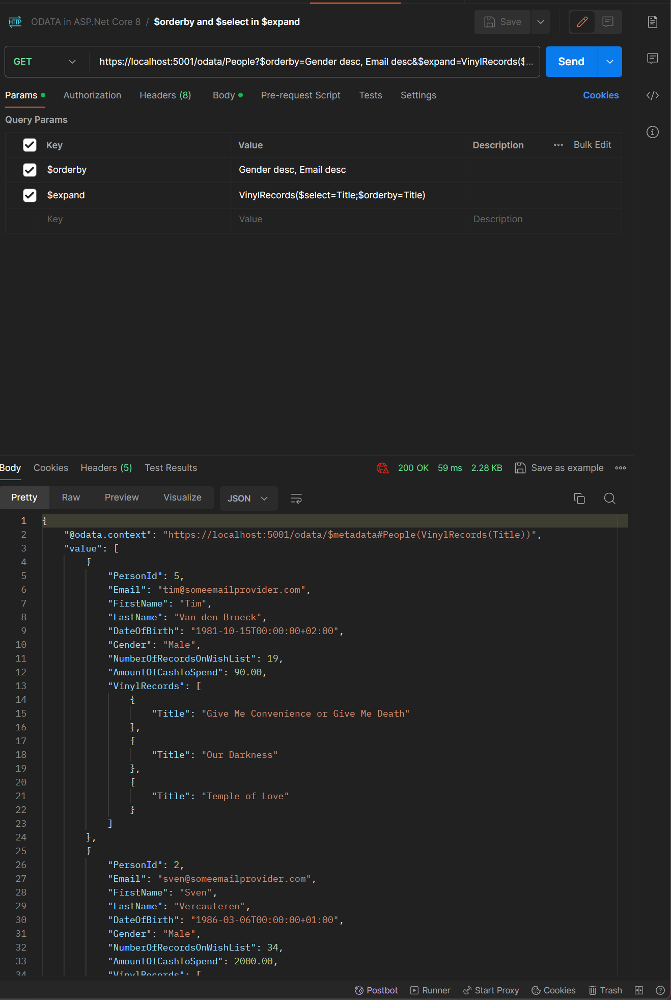 HTTP ODATA in ASP.Net Core 8 / $orderby and $select in $expand Save
GET https://localhost:5001/odata/People?$orderby=Gender desc, Email desc&$expand=VinylRecords($... Send
Params Authorization Headers (8) Body Pre-request Script Tests Settings Cookies
Query Params
Key Value Description Bulk Edit
$orderby Gender desc, Email desc
$expand VinylRecords($select=Title;$orderby=Title)
Key Value Description
Body Cookies Headers (5) Test Results 200 OK 59 ms 2.28 KB Save as example
Pretty Raw Preview Visualize JSON
1 {
2 "@odata.context": "https://localhost:5001/odata/$metadata#People(VinylRecords(Title))",
3 "value": [
4 {
5 "PersonId": 5,
6 "Email": "tim@someemailprovider.com",
7 "FirstName": "Tim",
8 "LastName": "Van den Broeck",
9 "DateOfBirth": "1981-10-15T00:00:00+02:00",
10 "Gender": "Male",
11 "NumberOfRecordsOnWishList": 19,
12 "AmountOfCashToSpend": 90.00,
13 "VinylRecords": [
14 {
15 "Title": "Give Me Convenience or Give Me Death"
16 },
17 {
18 "Title": "Our Darkness"
19 },
20 {
21 "Title": "Temple of Love"
22 }
23 ]
24 },
25 {
26 "PersonId": 2,
27 "Email": "sven@someemailprovider.com",
28 "FirstName": "Sven",
29 "LastName": "Vercauteren",
30 "DateOfBirth": "1986-03-06T00:00:00+01:00",
31 "Gender": "Male",
32 "NumberOfRecordsOnWishList": 34,
33 "AmountOfCashToSpend": 2000.00,
34 "VinylRecords": [
Postbot Runner Start Proxy Cookies Trash